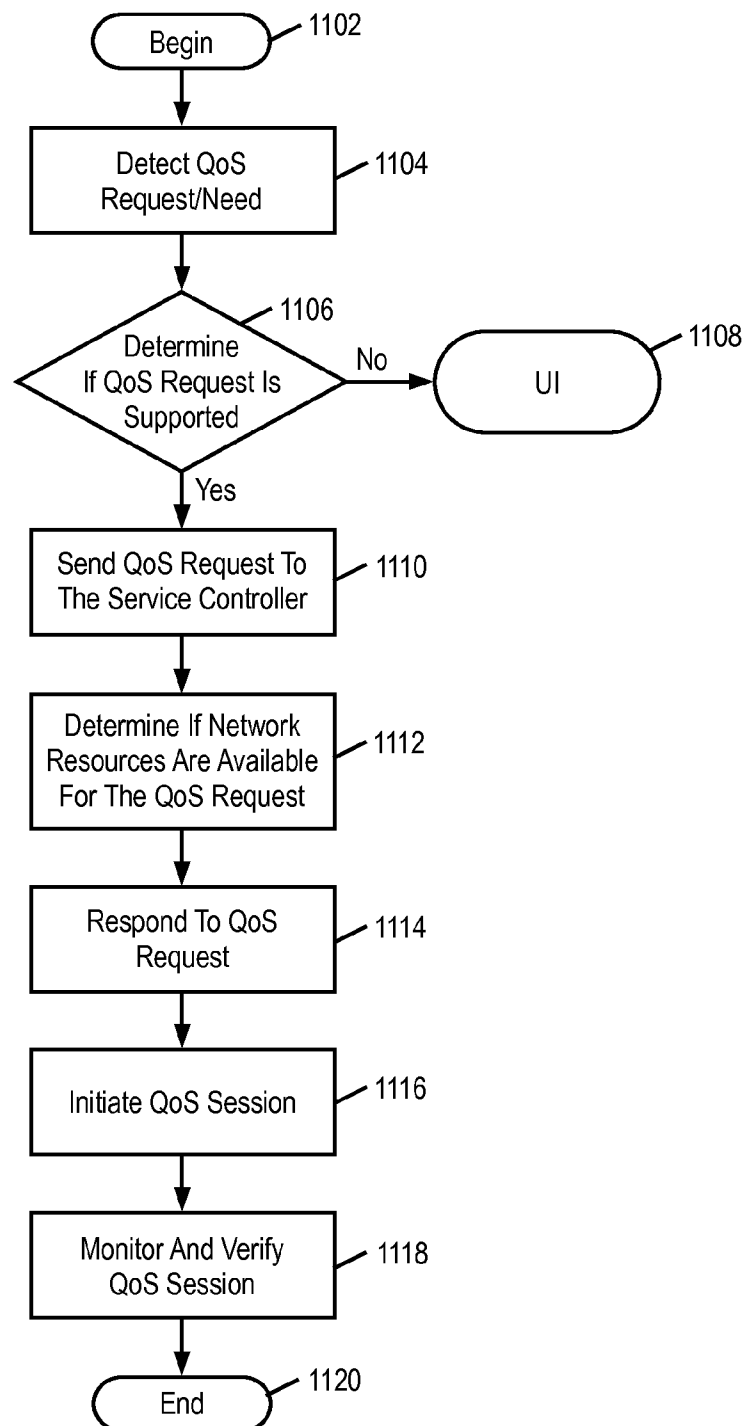 Begin
1102
Detect QoS
Request/Need
1104
1106
Determine
If QoS Request Is
Supported
No
UI
1108
Yes
Send QoS Request To
The Service Controller
1110
Determine If Network
Resources Are Available
For The QoS Request
1112
Respond To QoS
Request
1114
Initiate QoS Session
1116
Monitor And Verify
QoS Session
1118
End
1120